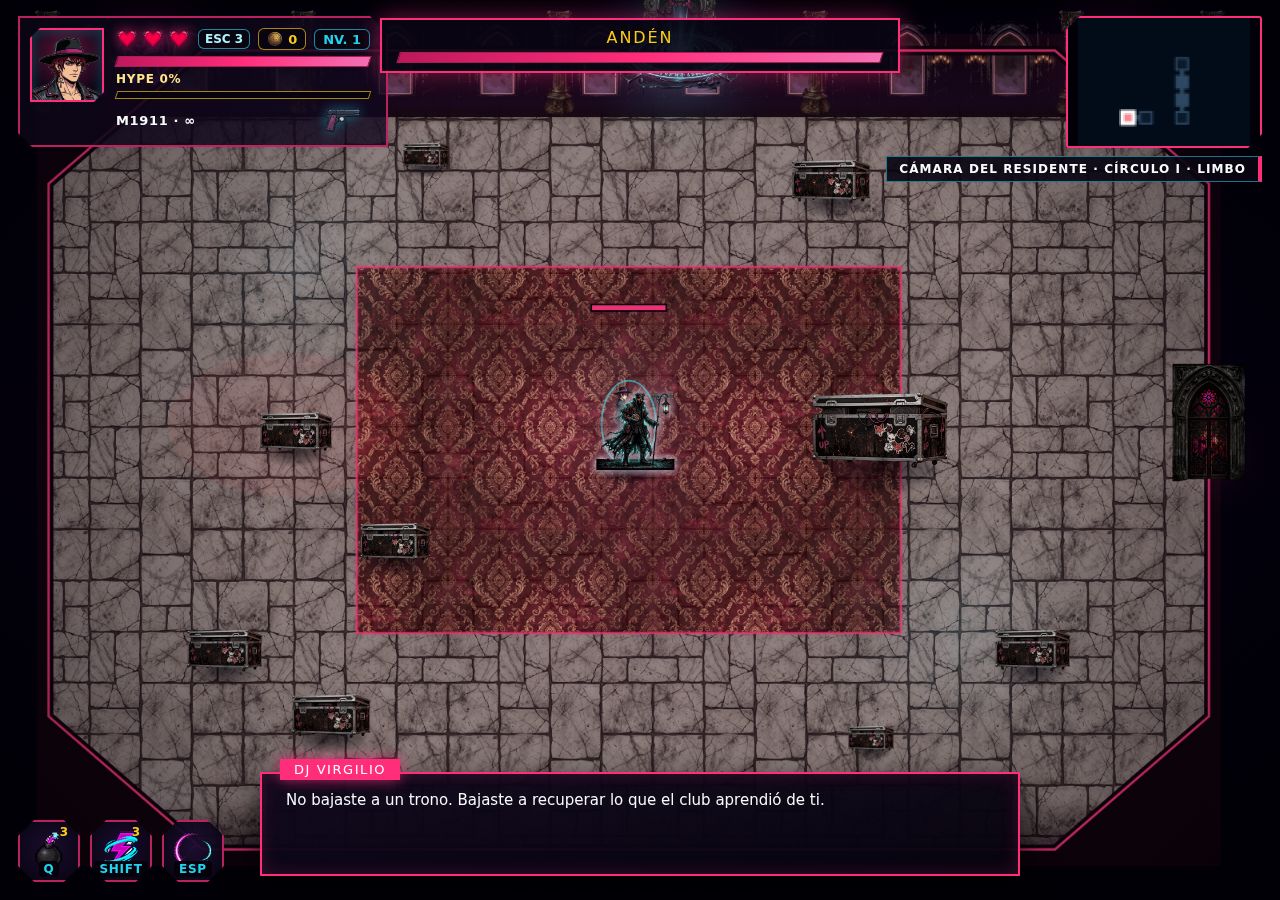 ESC 3
0
NV. 1
HYPE 0%
M1911 · ∞
ANDÉN
CÁMARA DEL RESIDENTE · CÍRCULO I · LIMBO
DJ VIRGILIO
No bajaste a un trono. Bajaste a recuperar lo que el club aprendió de ti.
3
Q
3
SHIFT
ESP